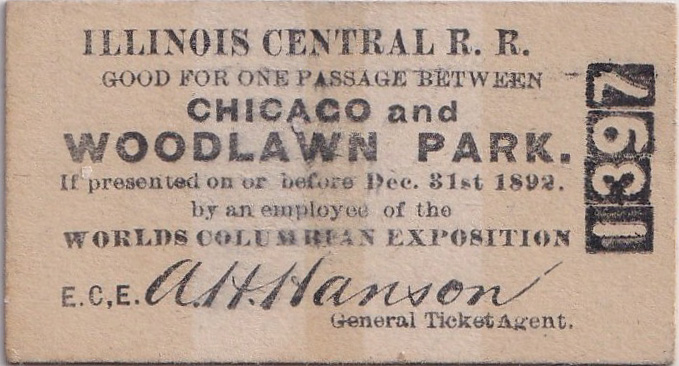 ILLINOIS CENTRAL R. R.
GOOD FOR ONE PASSAGE BETWEEN
CHICAGO and
WOODLAWN PARK.
If presented on or before Dec. 31st 1892.
by an employee of the
WORLDS COLUMBIAN EXPOSITION
E.C,E. A.H.Hanson
General Ticket Agent.
0397